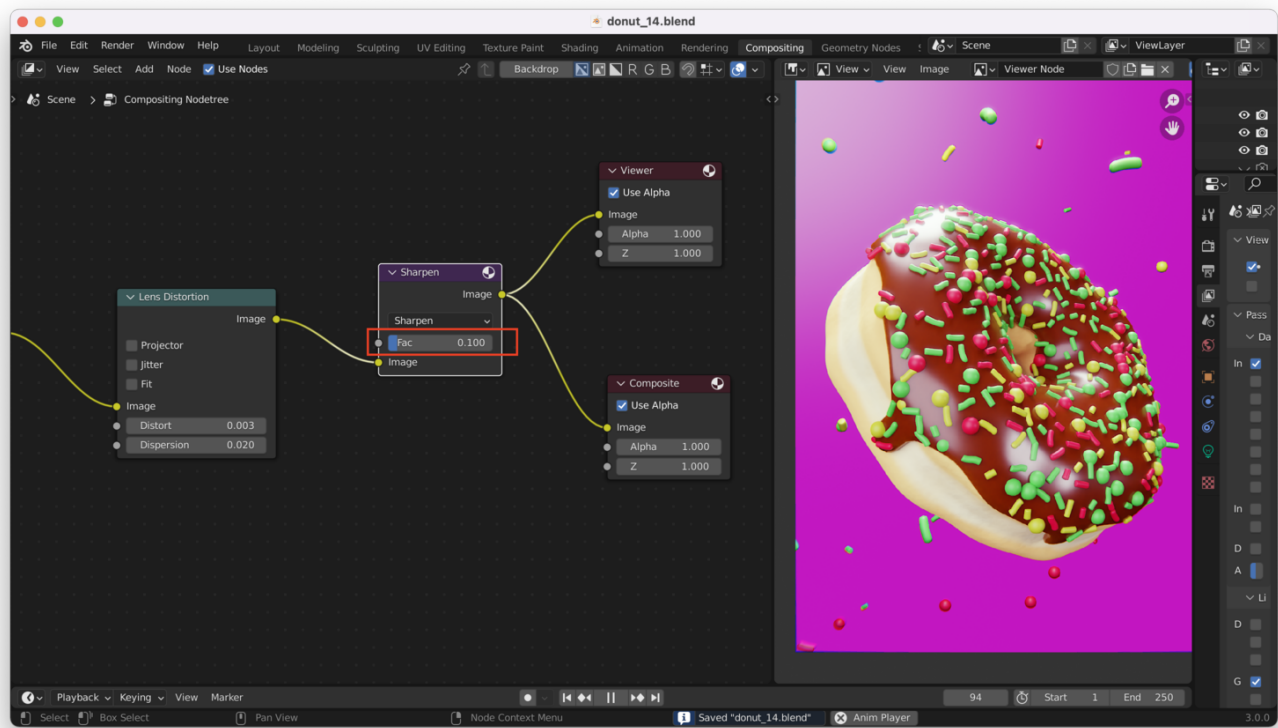 donut_14.blend
File Edit Render Window Help Layout Modeling Sculpting UV Editing Texture Paint Shading Animation Rendering Compositing Geometry Nodes Scene ViewLayer
View Select Add Node Use Nodes Backdrop R G B View View Image Viewer Node
Scene > Compositing Nodetree
Viewer
Use Alpha
Image
Alpha 1.000
Z 1.000
Sharpen
Image
Sharpen
Fac 0.100
Image
Lens Distortion
Image
Projector
Jitter
Fit
Image
Distort 0.003
Dispersion 0.020
Composite
Use Alpha
Image
Alpha 1.000
Z 1.000
View
Pass
Da
In
In
D
A
Li
D
G
Playback Keying View Marker 94 Start 1 End 250
Select Box Select Pan View Node Context Menu Saved "donut_14.blend" Anim Player 3.0.0